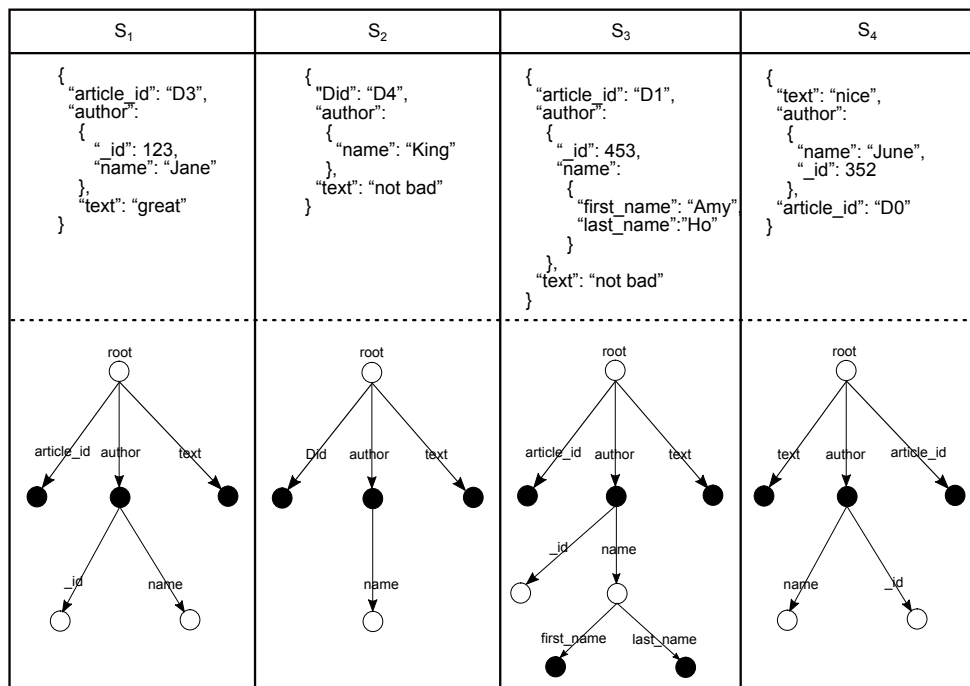 S1
{
“article_id”: “D3”,
“author”:
{
“_id”: 123,
“name”: “Jane”
},
“text”: “great”
}
S2
{
"Did”: “D4”,
“author”:
{
“name”: “King”
},
“text”: “not bad”
}
S3
{
“article_id”: “D1”,
“author”:
{
“_id”: 453,
“name”:
{
“first_name”: “Amy”,
“last_name”:”Ho”
}
},
“text”: “not bad”
}
S4
{
“text”: “nice”,
“author”:
{
“name”: “June”,
“_id”: 352
},
“article_id”: “D0”
}
root
article_id author text
_id name
root
Did author text
name
root
article_id author text
_id name
first_name last_name
root
text author article_id
name _id